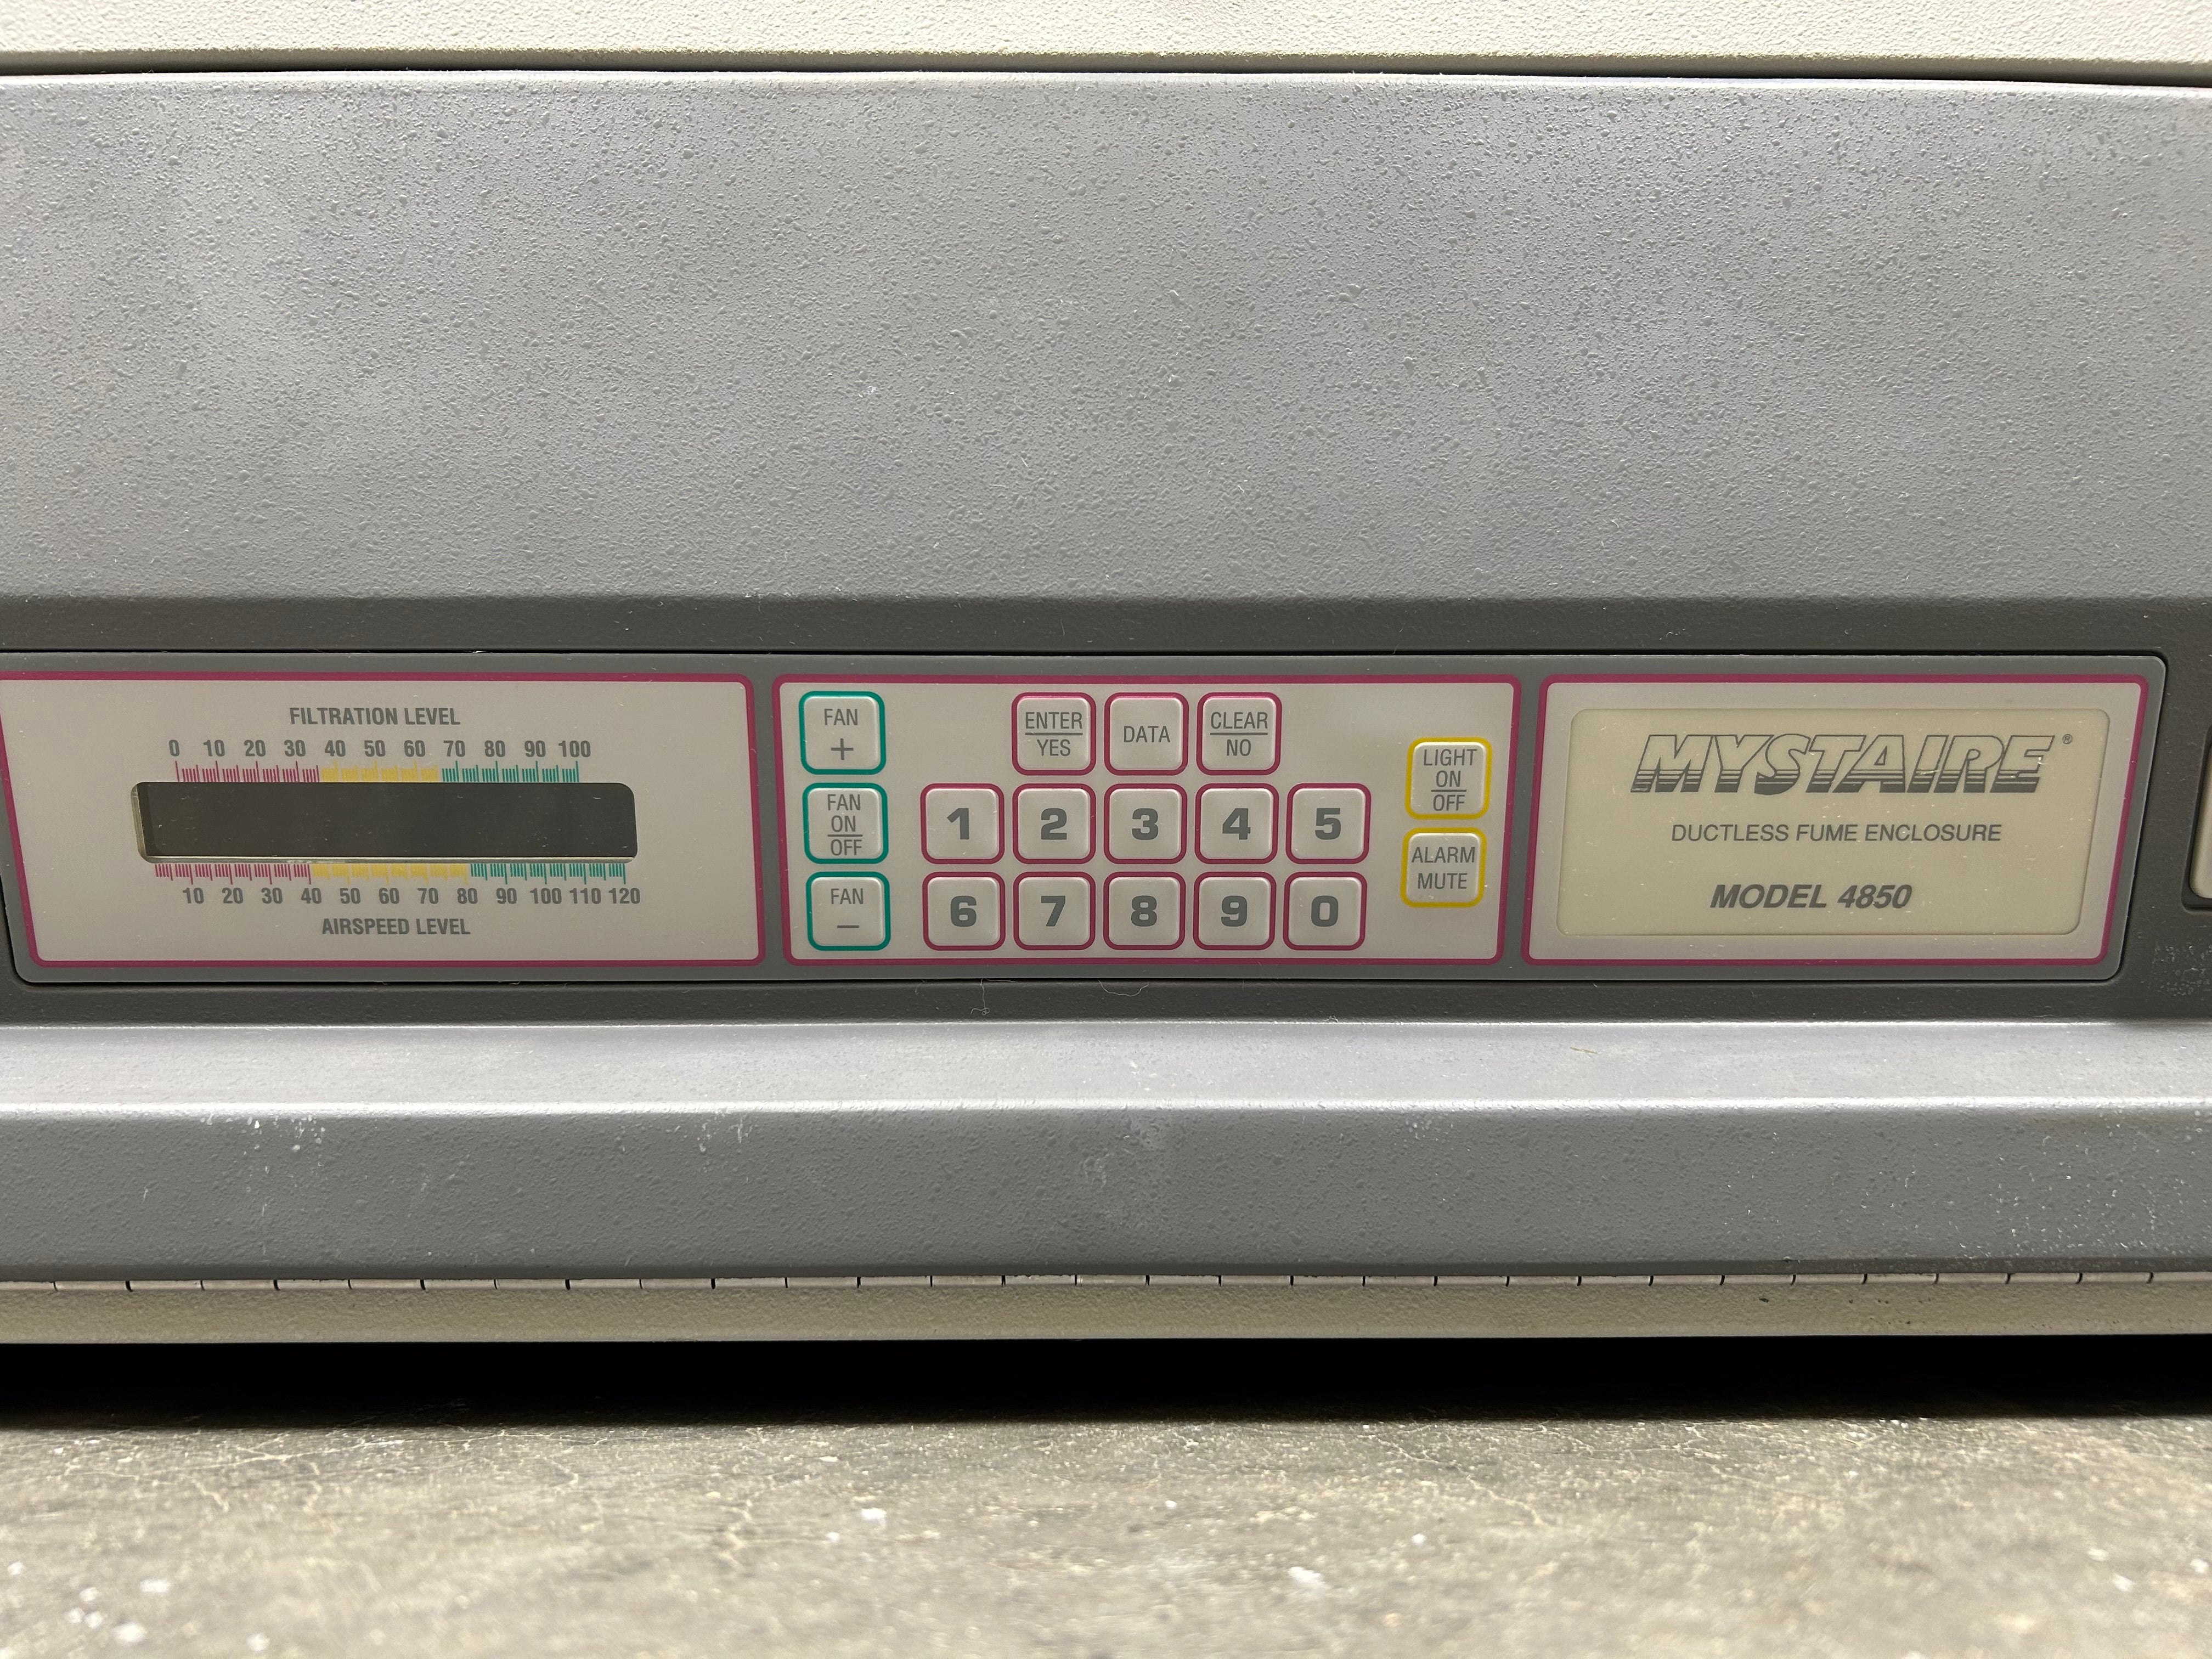 FILTRATION LEVEL
0 10 20 30 40 50 60 70 80 90 100
10 20 30 40 50 60 70 80 90 100 110 120
AIRSPEED LEVEL
FAN
+
FAN
ON
OFF
FAN
−
ENTER
YES
DATA
CLEAR
NO
1 2 3 4 5
6 7 8 9 0
LIGHT
ON
OFF
ALARM
MUTE
MYSTAIRE®
DUCTLESS FUME ENCLOSURE
MODEL 4850